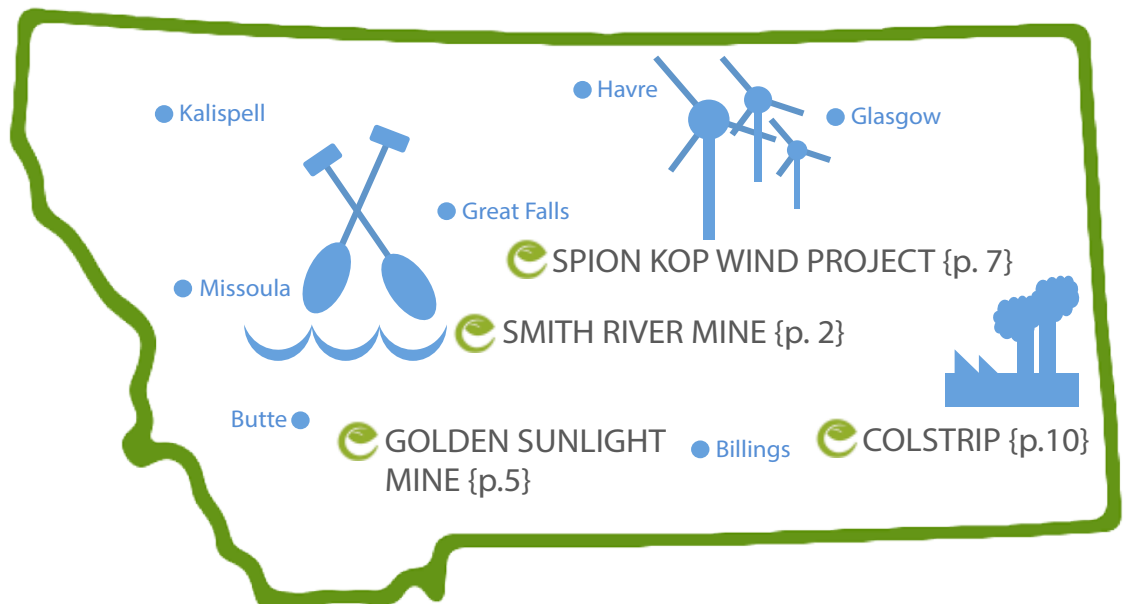 Havre
Kalispell
Glasgow
Great Falls
SPION KOP WIND PROJECT {p. 7}
Missoula
SMITH RIVER MINE {p. 2}
Butte
GOLDEN SUNLIGHT
MINE {p.5}
Billings
COLSTRIP {p.10}